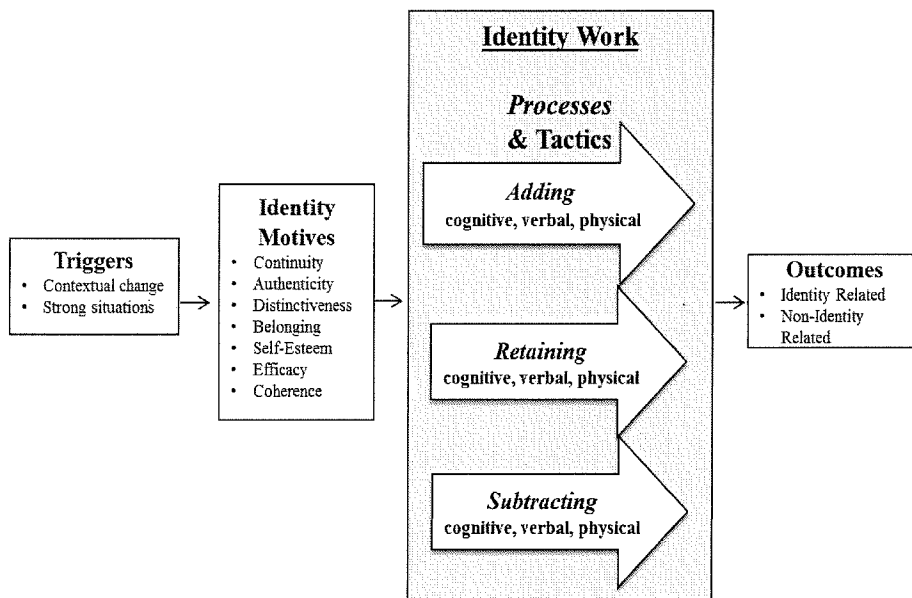 Triggers
• Contextual change
• Strong situations
Identity
Motives
• Continuity
• Authenticity
• Distinctiveness
• Belonging
• Self-Esteem
• Efficacy
• Coherence
Identity Work
Processes
& Tactics
Adding
cognitive, verbal, physical
Retaining
cognitive, verbal, physical
Subtracting
cognitive, verbal, physical
Outcomes
• Identity Related
• Non-Identity
Related